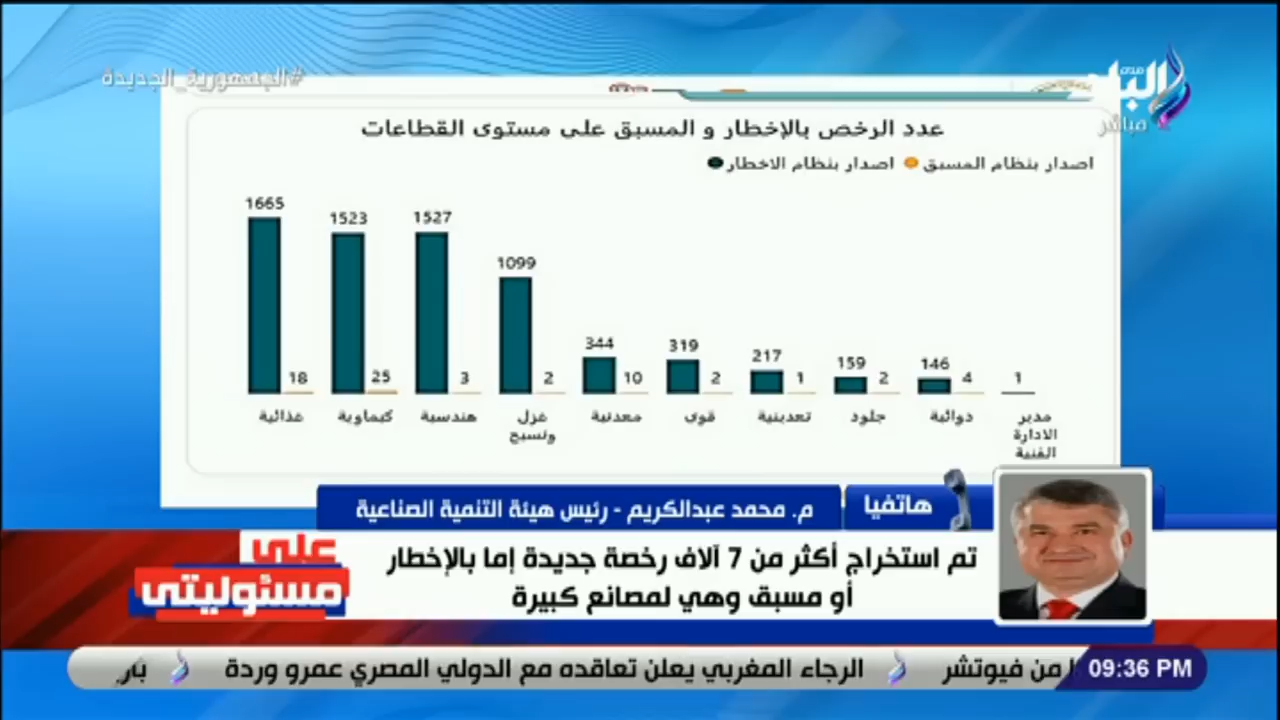 #الجمهورية_الجديدة
البلد
صدى
مباشر
عدد الرخص بالإخطار و المسبق على مستوى القطاعات
اصدار بنظام المسبق
اصدار بنظام الاخطار
1665
18
1523
25
1527
3
1099
2
344
10
319
2
217
1
159
2
146
4
1
غذائية
كيماوية
هندسية
غزل ونسيج
معدنية
قوى
تعدينية
جلود
دوائية
مدير الادارة الفنية
هاتفيا
م. محمد عبدالكريم - رئيس هيئة التنمية الصناعية
تم استخراج أكثر من 7 آلاف رخصة جديدة إما بالإخطار
أو مسبق وهي لمصانع كبيرة
على
مسئوليتى
09:36 PM
من فيوتشر
الرجاء المغربي يعلن تعاقده مع الدولي المصري عمرو وردة